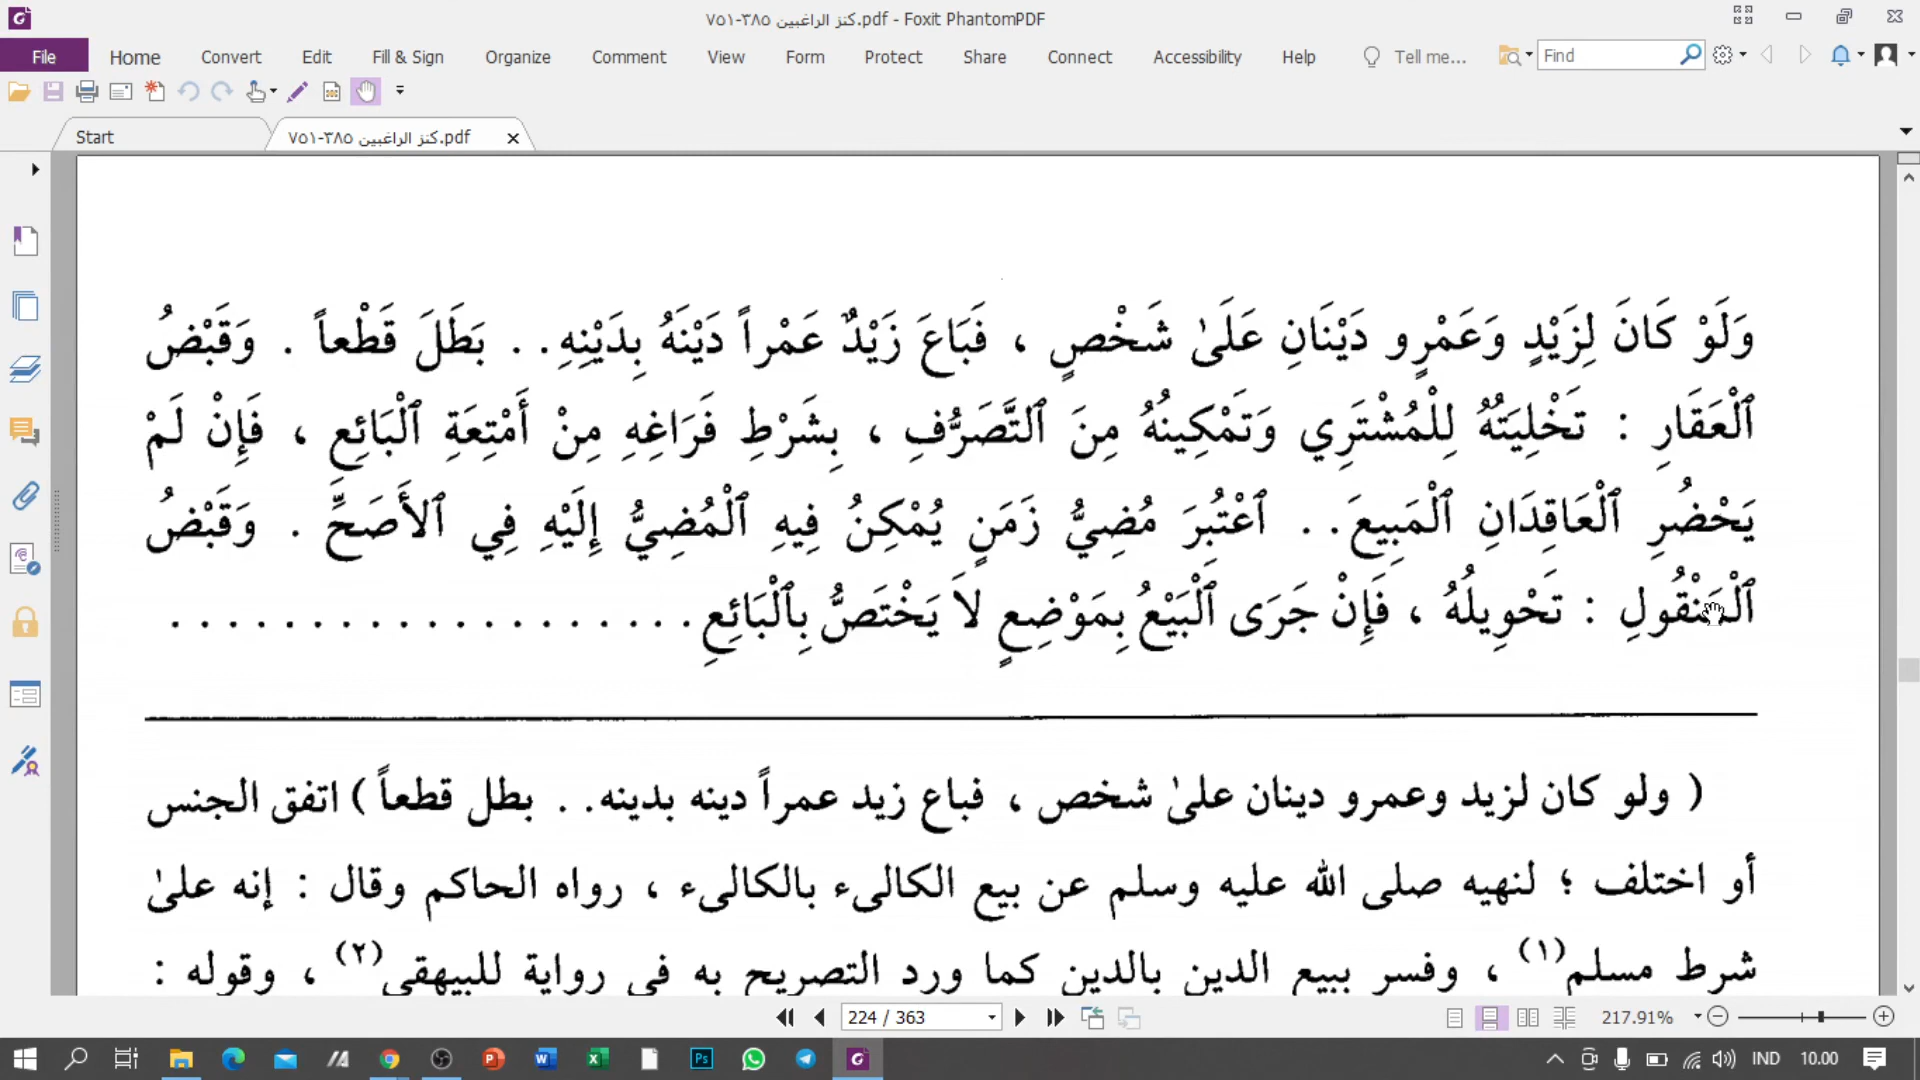 كنز الراغبين ٣٨٥-٧٥١.pdf - Foxit PhantomPDF
File Home Convert Edit Fill & Sign Organize Comment View Form Protect Share Connect Accessibility Help Tell me... Find
Start
كنز الراغبين ٣٨٥-٧٥١.pdf
وَلَوْ كَانَ لِزَيْدٍ وَعَمْرٍو دَيْنَانِ عَلَىٰ شَخْصٍ ، فَبَاعَ زَيْدٌ عَمْراً دَيْنَهُ بِدَيْنِهِ. . بَطَلَ قَطْعاً . وَقَبْضُ
ٱلْعَقَارِ : تَخْلِيَتُهُ لِلْمُشْتَرِي وَتَمْكِينُهُ مِنَ ٱلتَّصَرُّفِ ، بِشَرْطِ فَرَاغِهِ مِنْ أَمْتِعَةِ ٱلْبَائِعِ ، فَإِنْ لَمْ
يَحْضُرِ ٱلْعَاقِدَانِ ٱلْمَبِيعَ. . ٱعْتُبِرَ مُضِيُّ زَمَنٍ يُمْكِنُ فِيهِ ٱلْمُضِيُّ إِلَيْهِ فِي ٱلأَصَحِّ . وَقَبْضُ
ٱلْمَنْقُولِ : تَحْوِيلُهُ ، فَإِنْ جَرَى ٱلْبَيْعُ بِمَوْضِعٍ لاَ يَخْتَصُّ بِٱلْبَائِعِ. . . . . . . . . . . . . . . . . . .
( ولو كان لزيد وعمرو دينان علىٰ شخص ، فباع زيد عمراً دينه بدينه. . بطل قطعاً ) اتفق الجنس
أو اختلف ؛ لنهيه صلى الله عليه وسلم عن بيع الكالىء بالكالىء ، رواه الحاكم وقال : إنه علىٰ
شرط مسلم(١) ، وفسر ببيع الدين بالدين كما ورد التصريح به في رواية للبيهقي(٢) ، وقوله :
224 / 363
217.91%
IND 10.00